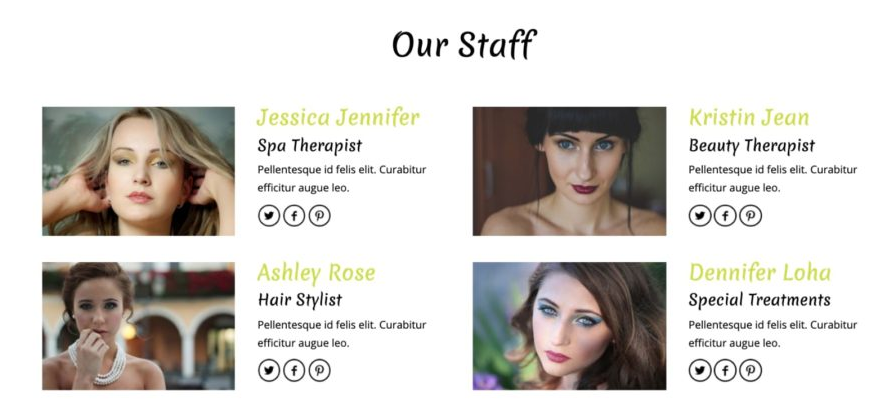 Our Staff
Jessica Jennifer
Spa Therapist
Pellentesque id felis elit. Curabitur
efficitur augue leo.
Kristin Jean
Beauty Therapist
Pellentesque id felis elit. Curabitur
efficitur augue leo.
Ashley Rose
Hair Stylist
Pellentesque id felis elit. Curabitur
efficitur augue leo.
Dennifer Loha
Special Treatments
Pellentesque id felis elit. Curabitur
efficitur augue leo.